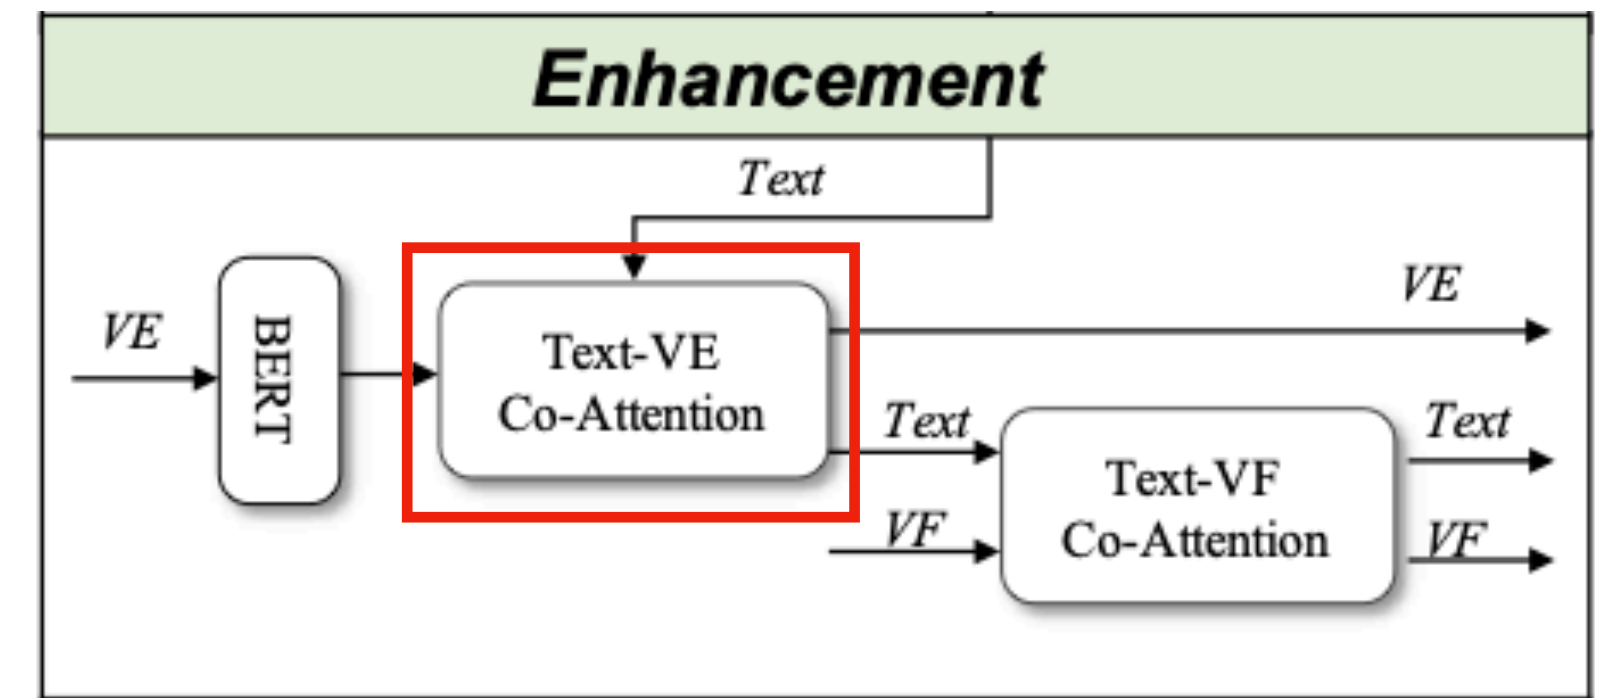 Enhancement
Text
VE
BERT
Text-VE
Co-Attention
VE
Text
VF
Text-VF
Co-Attention
Text
VF